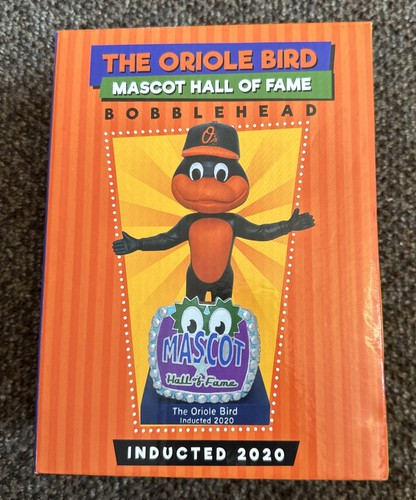 THE ORIOLE BIRD
MASCOT HALL OF FAME
BOBBLEHEAD
O's
MASCOT
Hall of Fame
The Oriole Bird
Inducted 2020
INDUCTED 2020